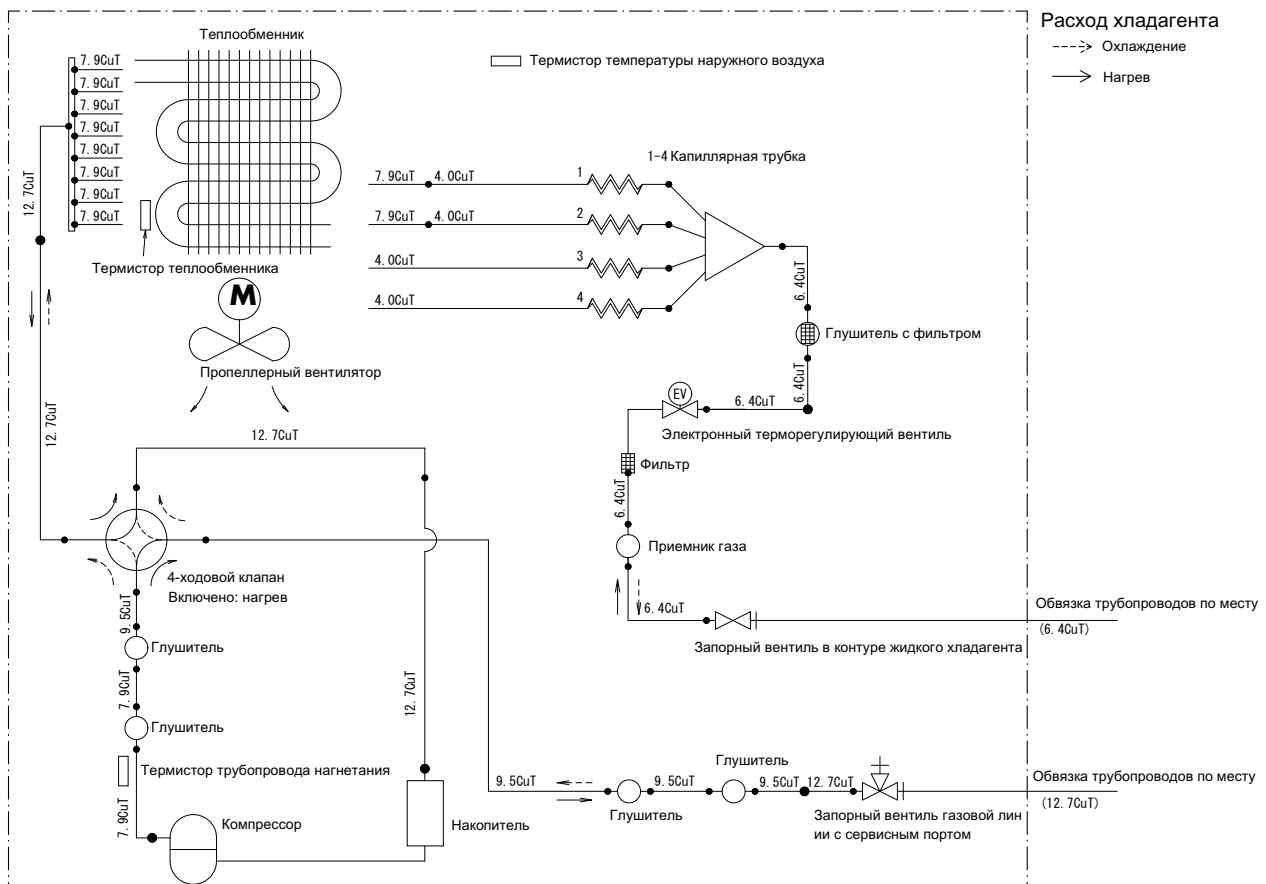 Расход хладагента
Охлаждение
Нагрев
Теплообменник
Термистор температуры наружного воздуха
7.9CuT
7.9CuT
7.9CuT
7.9CuT
7.9CuT
7.9CuT
7.9CuT
7.9CuT
12.7CuT
Термистор теплообменника
1-4 Капиллярная трубка
7.9CuT 4.0CuT 1
7.9CuT 4.0CuT 2
4.0CuT 3
4.0CuT 4
6.4CuT
Глушитель с фильтром
6.4CuT
M
Пропеллерный вентилятор
EV
6.4CuT
Электронный терморегулирующий вентиль
12.7CuT
12.7CuT
Фильтр
6.4CuT
Приемник газа
4-ходовой клапан
Включено: нагрев
6.4CuT
Обвязка трубопроводов по месту
(6.4CuT)
Запорный вентиль в контуре жидкого хладагента
9.5CuT
Глушитель
7.9CuT
Глушитель
12.7CuT
Термистор трубопровода нагнетания
7.9CuT
Компрессор
Накопитель
9.5CuT
Глушитель
9.5CuT
Глушитель
9.5CuT 12.7CuT
Запорный вентиль газовой лин
ии с сервисным портом
Обвязка трубопроводов по месту
(12.7CuT)